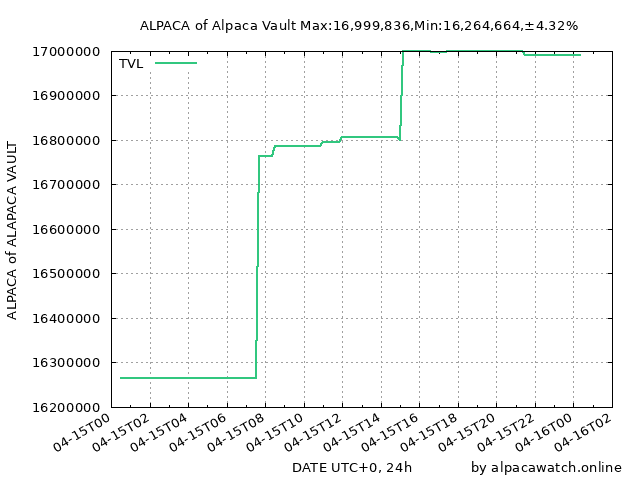 ALPACA of Alpaca Vault Max:16,999,836,Min:16,264,664,±4.32%
TVL
17000000
16900000
16800000
16700000
16600000
16500000
16400000
16300000
16200000
ALPACA of ALAPACA VAULT
04-15T00
04-15T02
04-15T04
04-15T06
04-15T08
04-15T10
04-15T12
04-15T14
04-15T16
04-15T18
04-15T20
04-15T22
04-16T00
04-16T02
DATE UTC+0, 24h
by alpacawatch.online